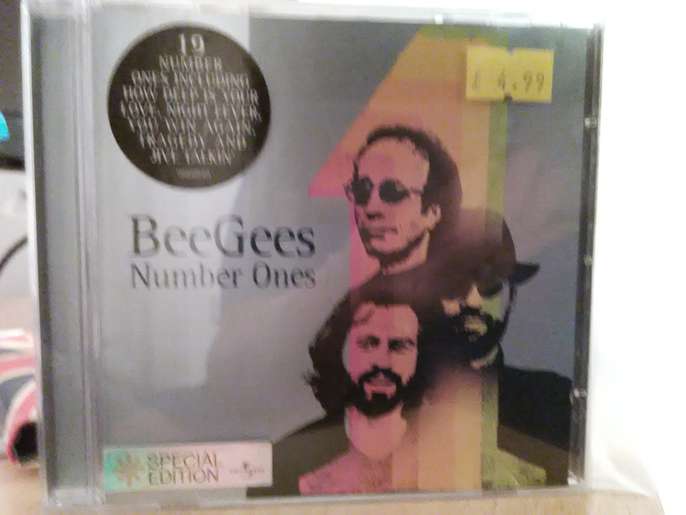 19
NUMBER
ONES INCLUDING
HOW DEEP IS YOUR
LOVE, NIGHT FEVER,
YOU WIN AGAIN,
TRAGEDY AND
JIVE TALKIN'
£ 4.99
BeeGees
Number Ones
SPECIAL
EDITION